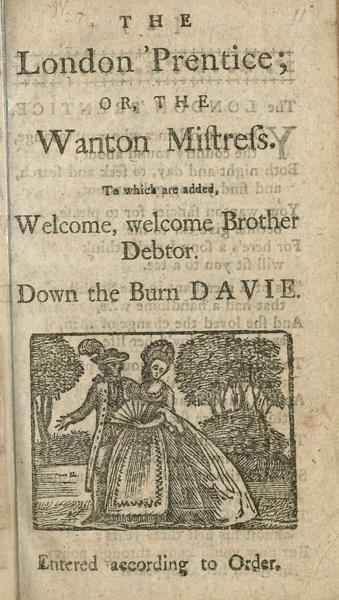 THE
London 'Prentice;
OR, THE
Wanton Miſtreſs.
To which are added,
Welcome, welcome Brother
Debtor.
Down the Burn DAVIE.
Entered according to Order.